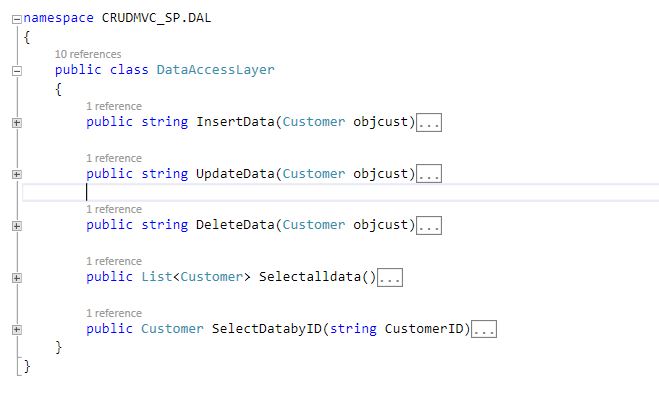 namespace CRUDMVC_SP.DAL
{
10 references
public class DataAccessLayer
{
1 reference
public string InsertData(Customer objcust)...
1 reference
public string UpdateData(Customer objcust)...
1 reference
public string DeleteData(Customer objcust)...
1 reference
public List<Customer> Selectalldata()...
1 reference
public Customer SelectDatabyID(string CustomerID)...
}
}